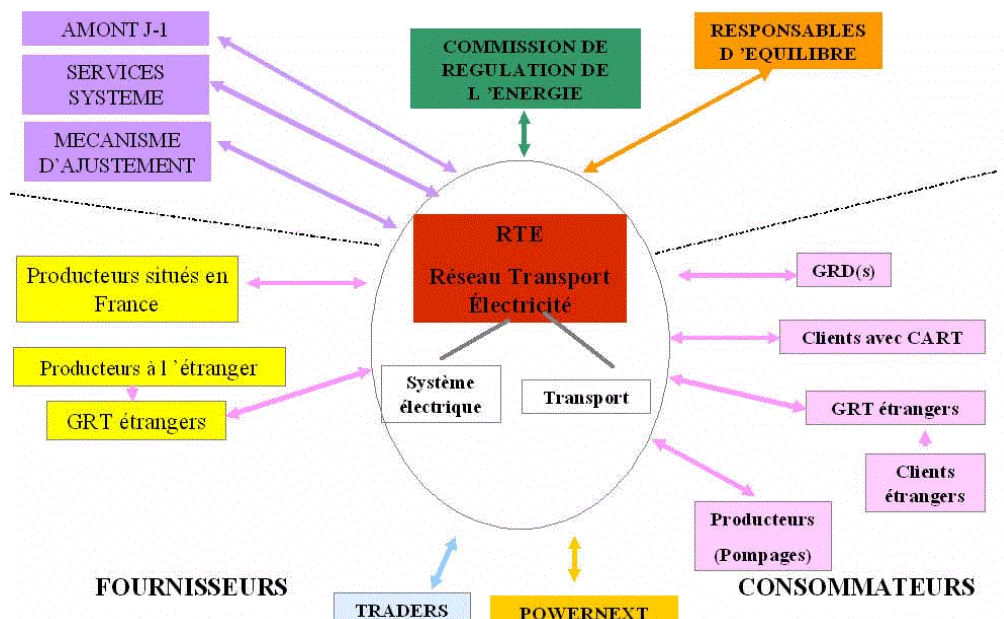 AMONT J-1
SERVICES
SYSTEME
MECANISME
D'AJUSTEMENT
COMMISSION DE
REGULATION DE
L 'ENERGIE
RESPONSABLES
D 'EQUILIBRE
RTE
Réseau Transport
Électricité
Système
électrique
Transport
Producteurs situés en
France
Producteurs à l 'étranger
GRT étrangers
GRD(s)
Clients avec CART
GRT étrangers
Clients
étrangers
Producteurs
(Pompages)
FOURNISSEURS
CONSOMMATEURS
TRADERS
POWERNEXT